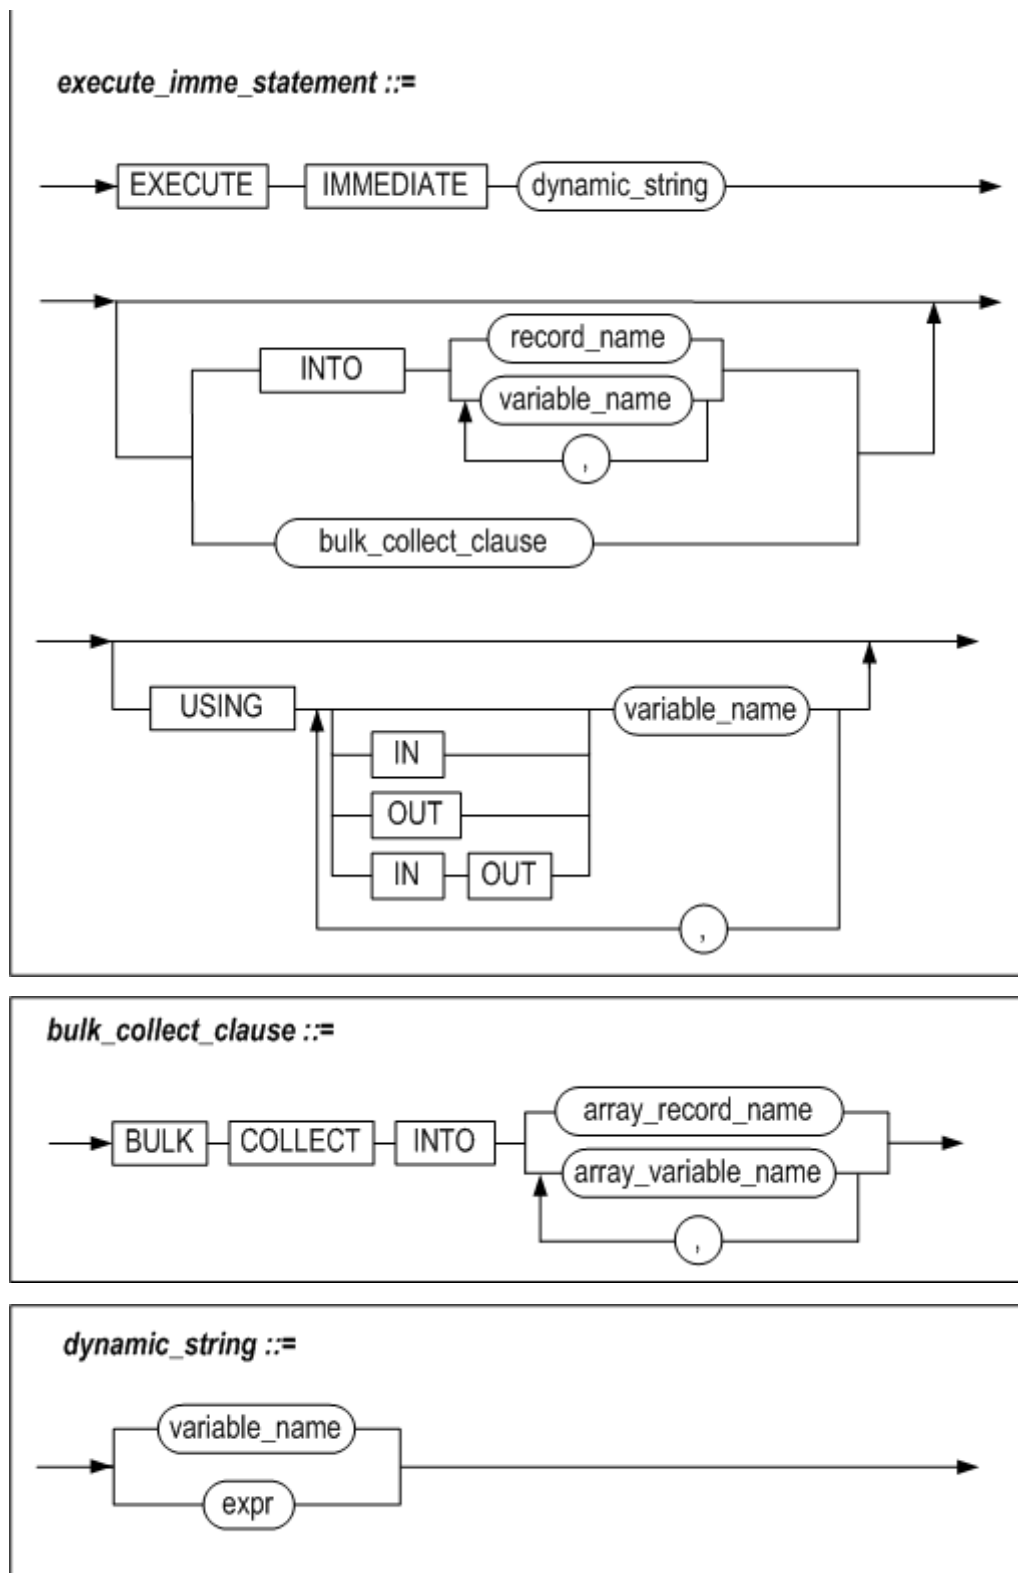 execute_imme_statement ::=
EXECUTE IMMEDIATE dynamic_string
record_name
INTO
variable_name
,
bulk_collect_clause
USING variable_name
IN
OUT
IN OUT
,
bulk_collect_clause ::=
array_record_name
BULK COLLECT INTO
array_variable_name
,
dynamic_string ::=
variable_name
expr